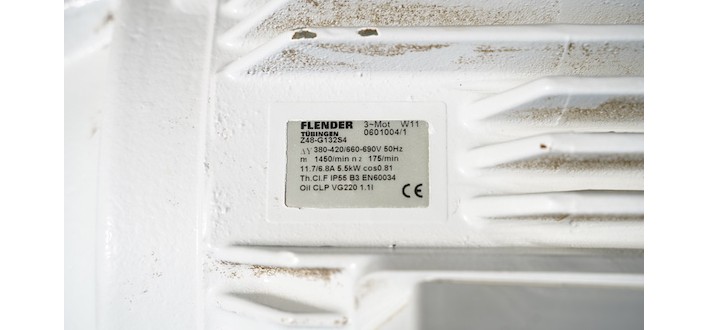 FLENDER 3~Mot W11
TÜBINGEN 0601004/1
Z48-G132S4
ΔY 380-420/660-690V 50Hz
n₁ 1450/min n₂ 175/min
11.7/6.8A 5.5kW cos0.81
Th.Cl.F IP55 B3 EN60034
Oil CLP VG220 1.1l
CE